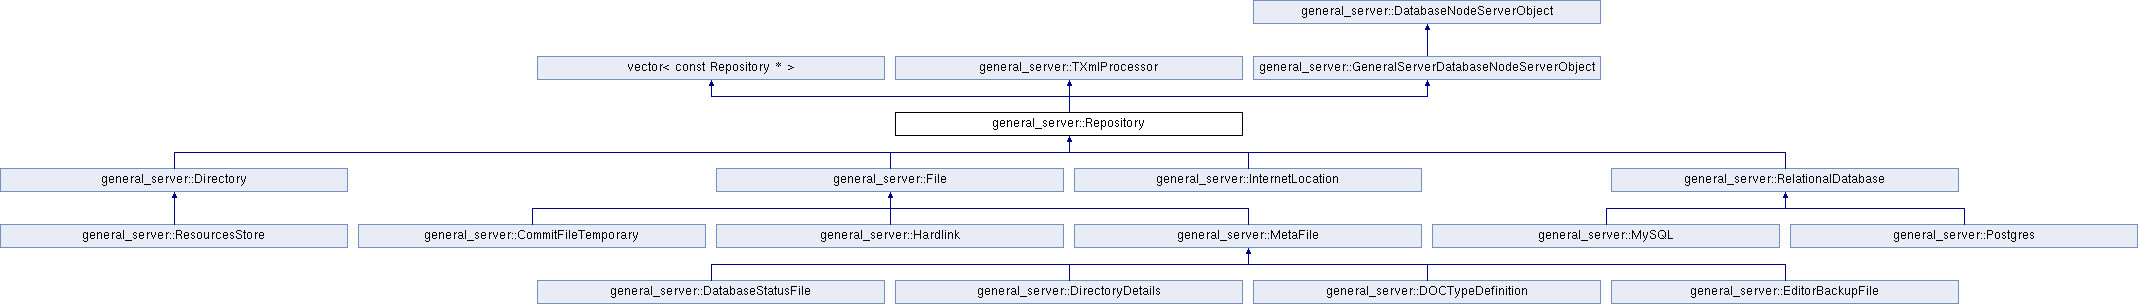 general_server::DatabaseNodeServerObject
vector< const Repository * >
general_server::TXmlProcessor
general_server::GeneralServerDatabaseNodeServerObject
general_server::Repository
general_server::Directory
general_server::File
general_server::InternetLocation
general_server::RelationalDatabase
general_server::ResourcesStore
general_server::CommitFileTemporary
general_server::Hardlink
general_server::MetaFile
general_server::MySQL
general_server::Postgres
general_server::DatabaseStatusFile
general_server::DirectoryDetails
general_server::DOCTypeDefinition
general_server::EditorBackupFile